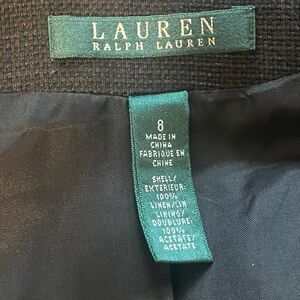 LAUREN
RALPH LAUREN
8
MADE IN
CHINA
FABRIQUE EN
CHINE
SHELL/
EXTERIEUR:
100%
LINEN/LIN
LINING/
DOUBLURE:
100%
ACETATE/
ACETATE